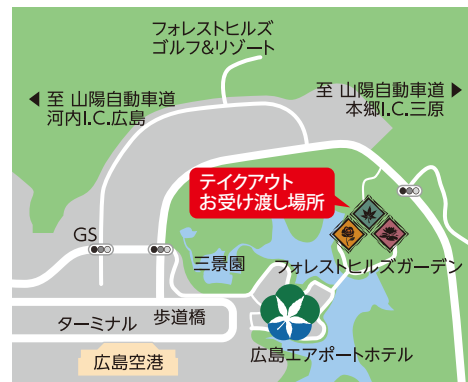 フォレストヒルズ
ゴルフ&リゾート
◀ 至 山陽自動車道
河内I.C.広島
至 山陽自動車道 ▶
本郷I.C.三原
テイクアウト
お受け渡し場所
GS
三景園
フォレストヒルズガーデン
ターミナル
歩道橋
広島エアポートホテル
広島空港